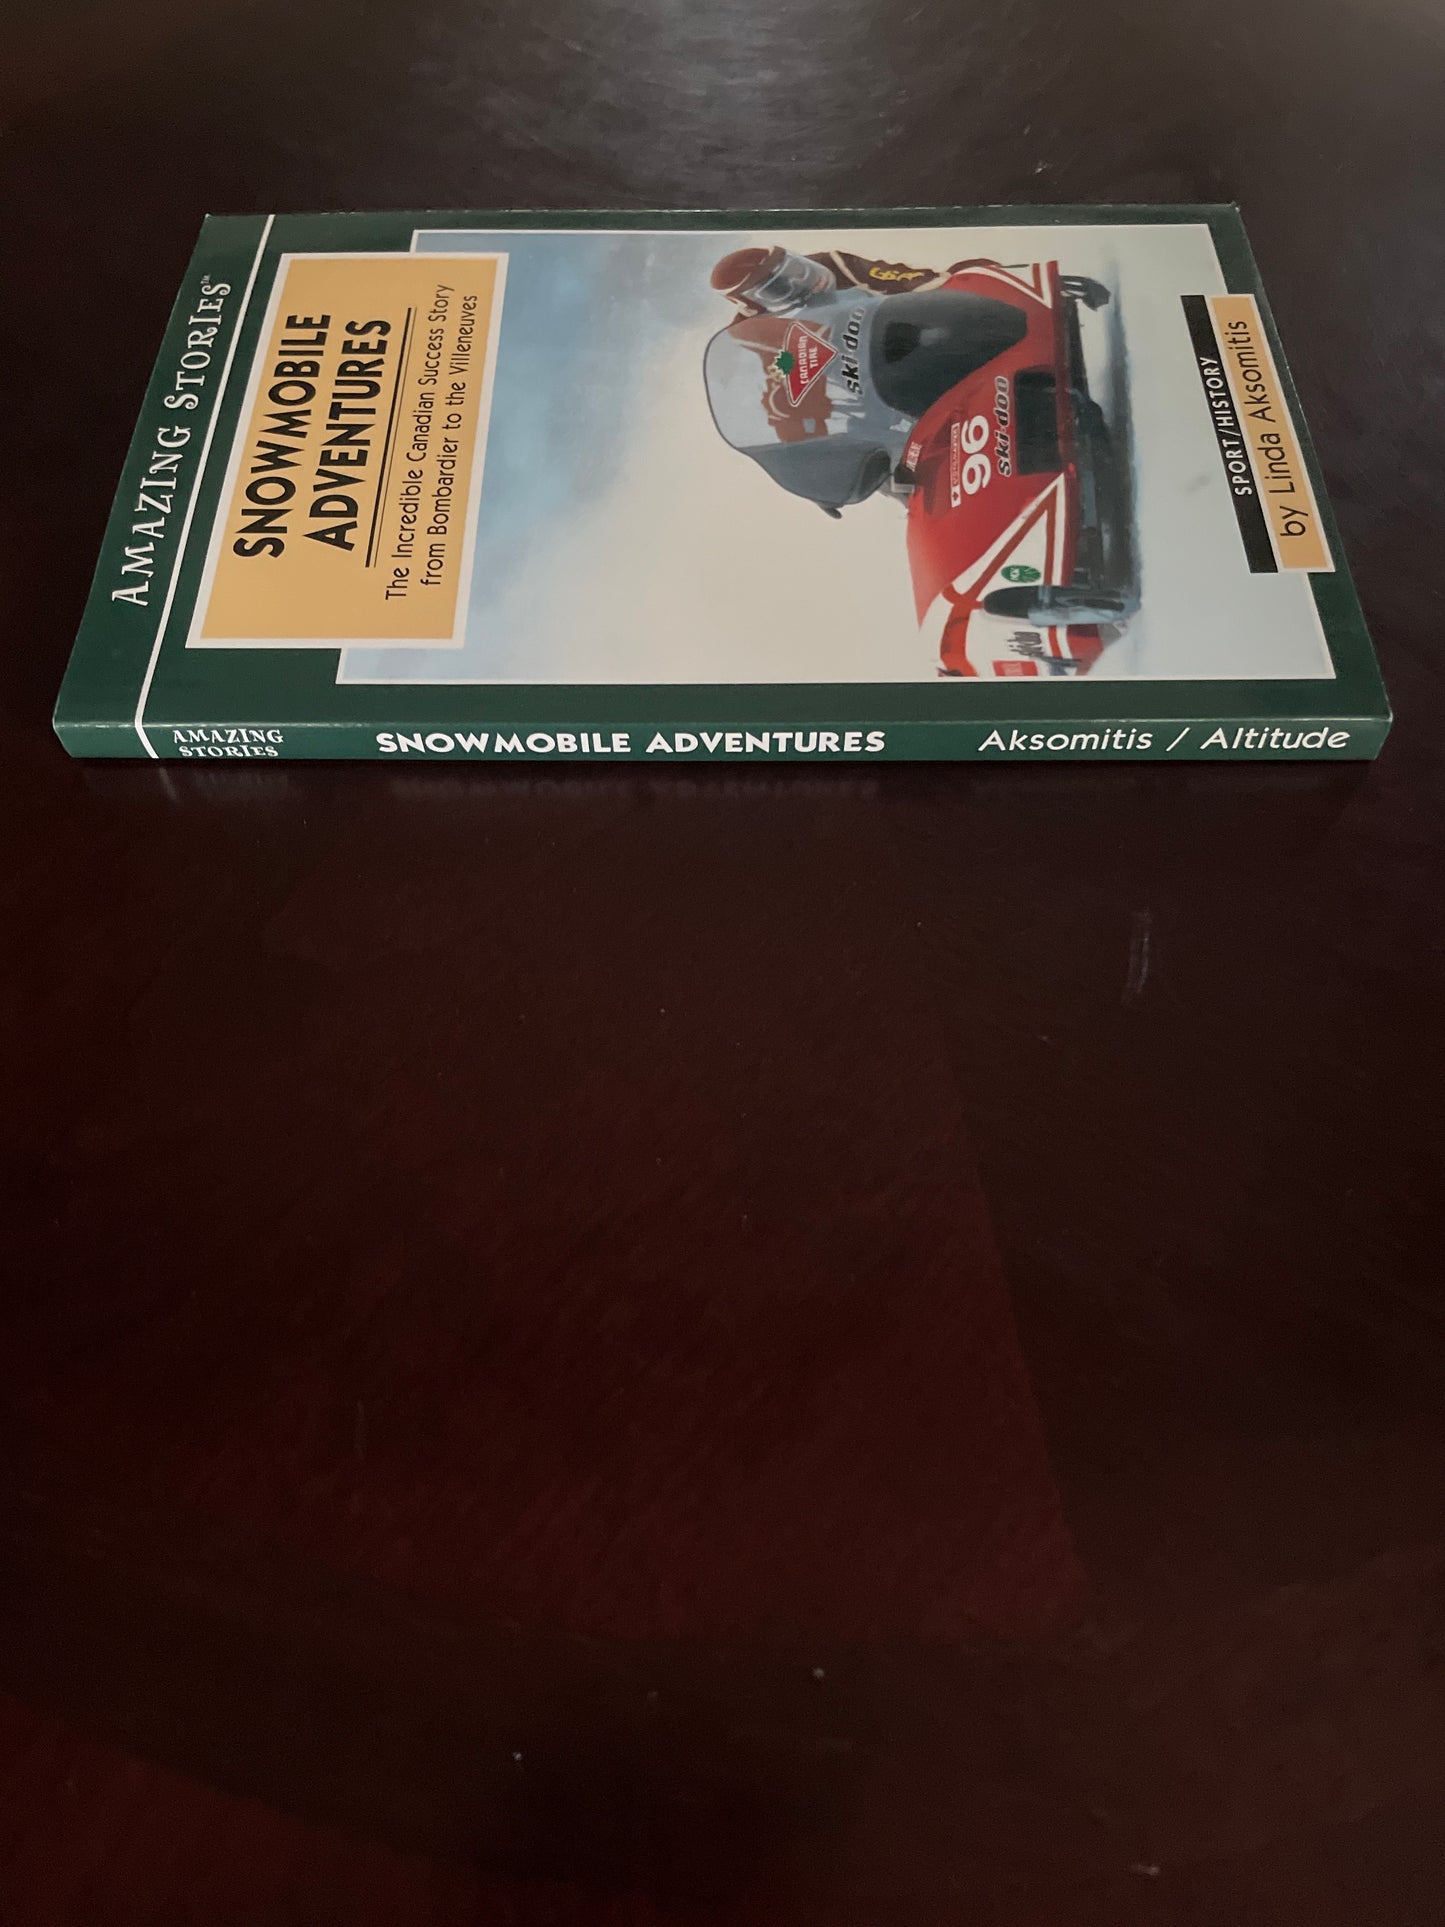 AMAZING STORIES™
SNOWMOBILE
ADVENTURES
The Incredible Canadian Success Story
from Bombardier to the Villeneuves
CANADIAN
TIRE
ski-doo
96
ski-doo
SPORT/HISTORY
by Linda Aksomitis
AMAZING
STORIES
SNOWMOBILE ADVENTURES
Aksomitis / Altitude